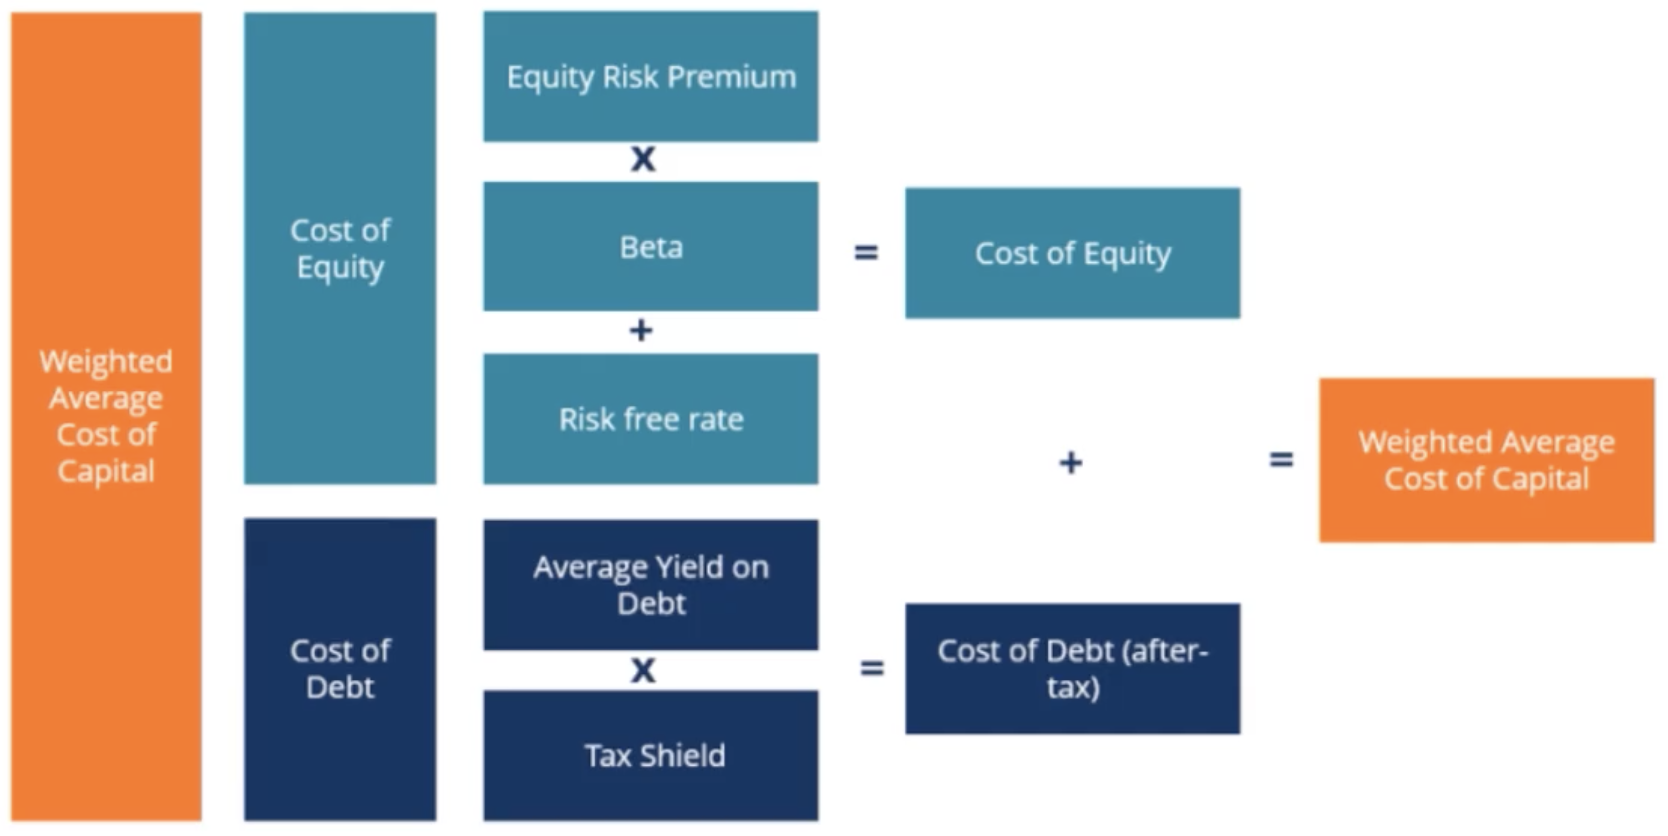 Weighted
Average
Cost of
Capital
Cost of
Equity
Equity Risk Premium
x
Beta
+
Risk free rate
=
Cost of Equity
Cost of
Debt
Average Yield on
Debt
x
Tax Shield
=
Cost of Debt (after-
tax)
+
=
Weighted Average
Cost of Capital